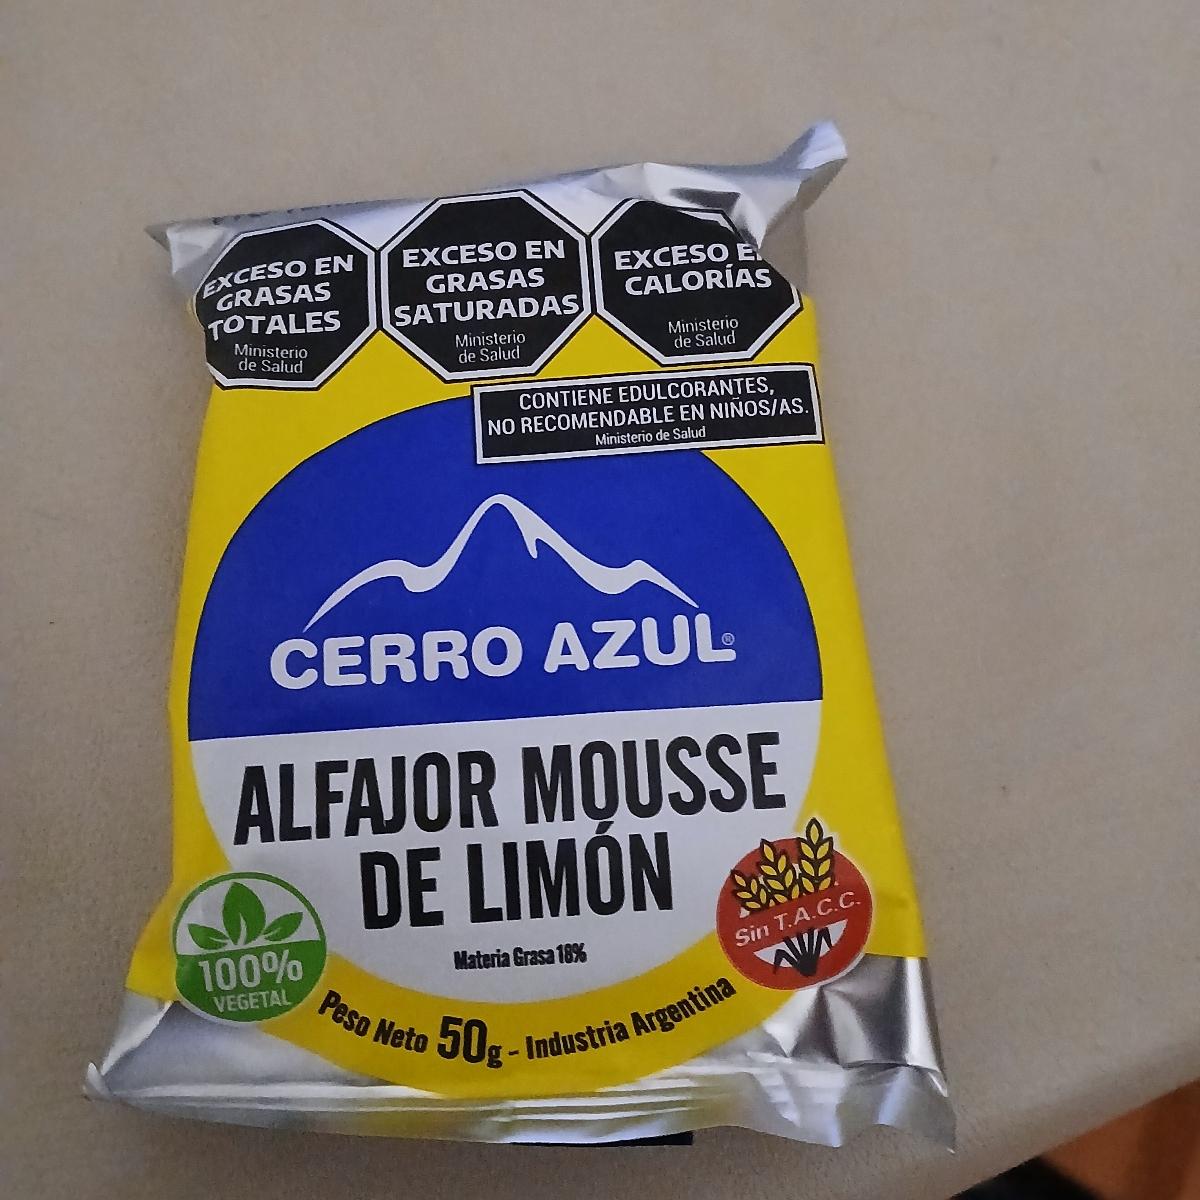 EXCESO EN
GRASAS
TOTALES
Ministerio
de Salud
EXCESO EN
GRASAS
SATURADAS
Ministerio
de Salud
EXCESO
CALORÍAS
Ministerio
de Salud
CONTIENE EDULCORANTES,
NO RECOMENDABLE EN NIÑOS/AS.
Ministerio de Salud
CERRO AZUL®
ALFAJOR MOUSSE
DE LIMÓN
Materia Grasa 18%
100%
VEGETAL
Sin T.A.C.C.
Peso Neto 50g - Industria Argentina